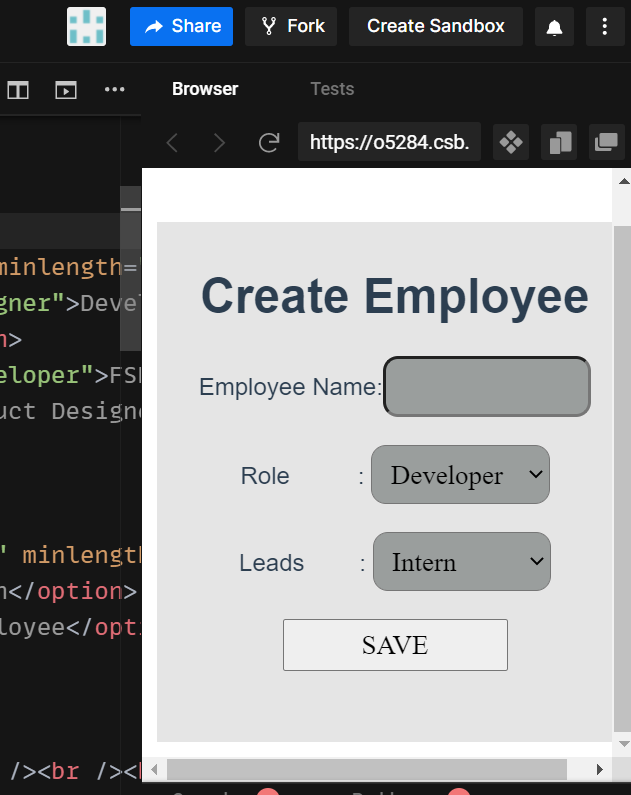 Share Fork Create Sandbox
Browser Tests
https://o5284.csb.
minlength=
gner">Deve
>
eloper">FS
uct Design
" minlength
</option>
loyee</opt
/><br /><
Create Employee
Employee Name:
Role : Developer
Leads : Intern
SAVE